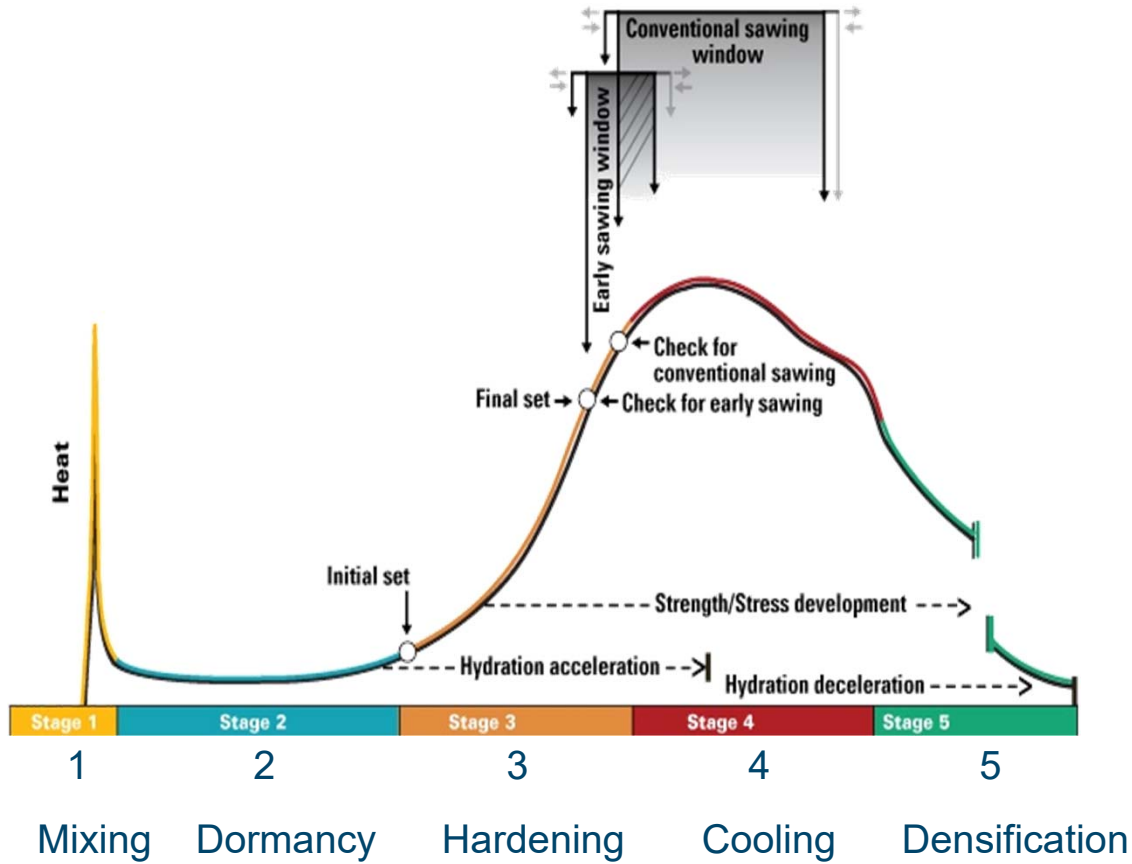 Conventional sawing
window
Early sawing window
Check for
conventional sawing
Final set
Check for early sawing
Heat
Initial set
Strength/Stress development
Hydration acceleration
Hydration deceleration
Stage 1 Stage 2 Stage 3 Stage 4 Stage 5
1 2 3 4 5
Mixing Dormancy Hardening Cooling Densification